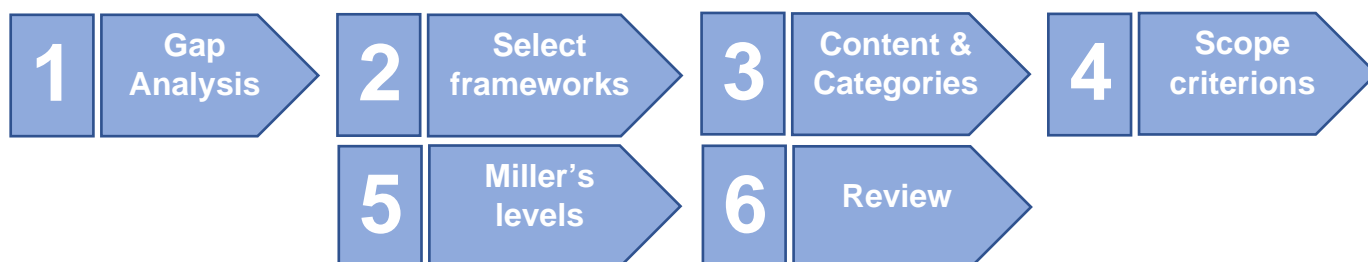 1
Gap
Analysis
2
Select
frameworks
3
Content &
Categories
4
Scope
criterions
5
Miller’s
levels
6
Review